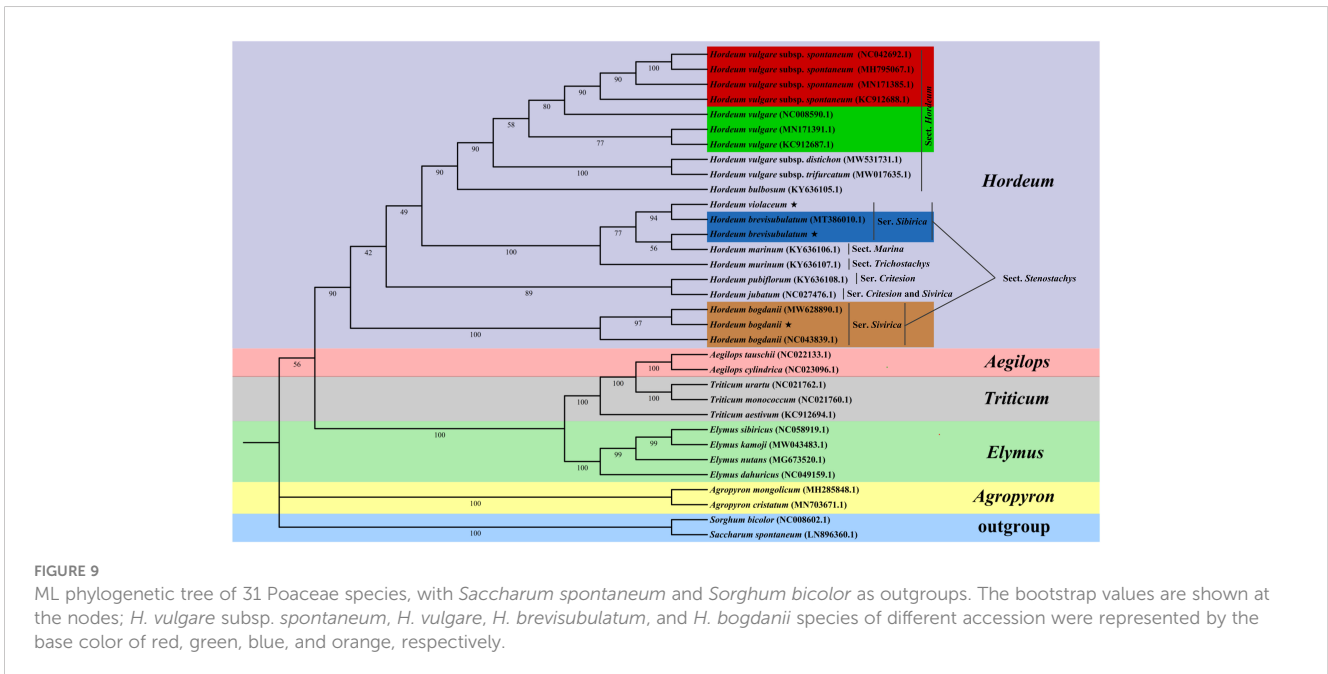 Hordeum vulgare subsp. spontaneum (NC042692.1)
Hordeum vulgare subsp. spontaneum (MH795067.1)
Hordeum vulgare subsp. spontaneum (MN171385.1)
Hordeum vulgare subsp. spontaneum (KC912688.1)
Hordeum vulgare (NC008590.1)
Hordeum vulgare (MN171391.1)
Hordeum vulgare (KC912687.1)
Hordeum vulgare subsp. distichon (MW531731.1)
Hordeum vulgare subsp. trifurcatum (MW017635.1)
Hordeum bulbosum (KY636105.1)
Sect. Hordeum
Hordeum
Hordeum violaceum ★
Hordeum brevisubulatum (MT386010.1)
Hordeum brevisubulatum ★
Ser. Sibirica
Hordeum marinum (KY636106.1) Sect. Marina
Hordeum murinum (KY636107.1) Sect. Trichostachys
Hordeum pubiflorum (KY636108.1) Ser. Critesion
Hordeum jubatum (NC027476.1) Ser. Critesion and Sivirica
Sect. Stenostachys
Hordeum bogdanii (MW628890.1)
Hordeum bogdanii ★
Hordeum bogdanii (NC043839.1)
Ser. Sivirica
Aegilops tauschii (NC022133.1)
Aegilops cylindrica (NC023096.1)
Aegilops
Triticum urartu (NC021762.1)
Triticum monococcum (NC021760.1)
Triticum aestivum (KC912694.1)
Triticum
Elymus sibiricus (NC058919.1)
Elymus kamoji (MW043483.1)
Elymus nutans (MG673520.1)
Elymus dahuricus (NC049159.1)
Elymus
Agropyron mongolicum (MH285848.1)
Agropyron cristatum (MN703671.1)
Agropyron
Sorghum bicolor (NC008602.1)
Saccharum spontaneum (LN896360.1)
outgroup
100
90
90
80
58
77
90
100
90
49
94
77
56
100
42
89
90
97
100
56
100
100
100
100
100
99
99
100
100
100
FIGURE 9
ML phylogenetic tree of 31 Poaceae species, with Saccharum spontaneum and Sorghum bicolor as outgroups. The bootstrap values are shown at
the nodes; H. vulgare subsp. spontaneum, H. vulgare, H. brevisubulatum, and H. bogdanii species of different accession were represented by the
base color of red, green, blue, and orange, respectively.